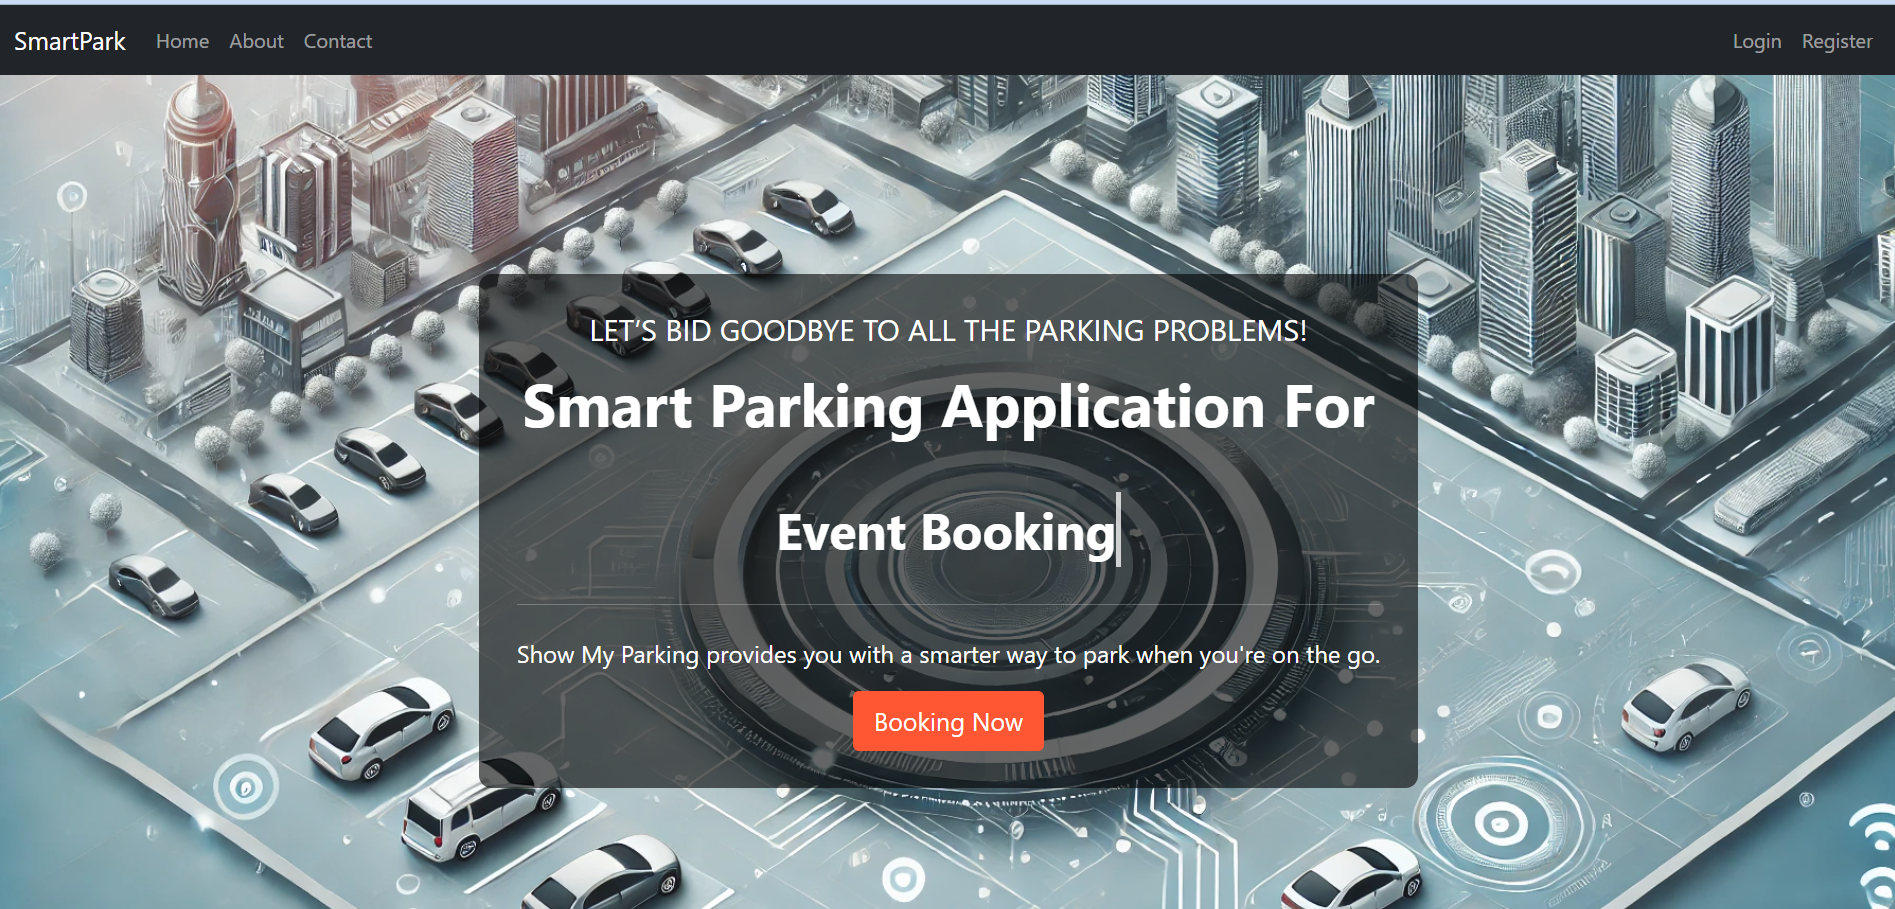 SmartPark Home About Contact Login Register
LET’S BID GOODBYE TO ALL THE PARKING PROBLEMS!
Smart Parking Application For
Event Booking
Show My Parking provides you with a smarter way to park when you're on the go.
Booking Now